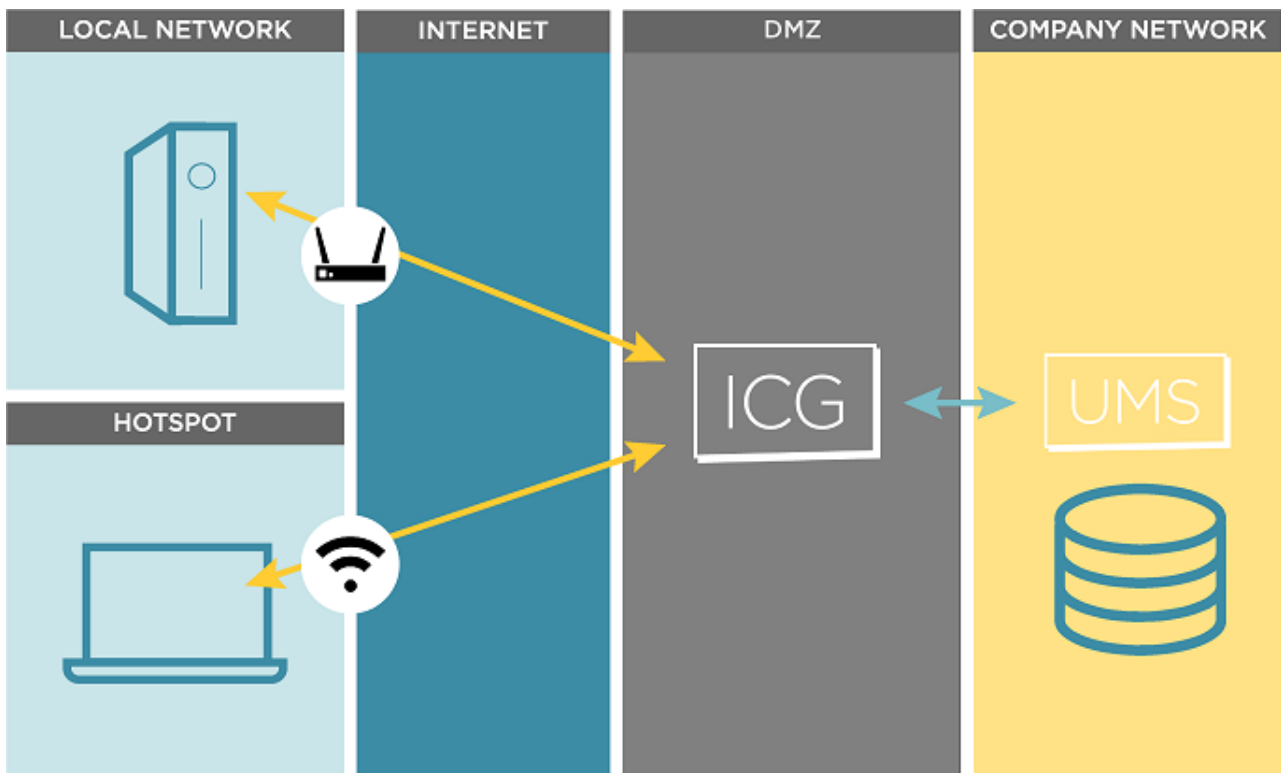 LOCAL NETWORK
INTERNET
DMZ
COMPANY NETWORK
ICG
UMS
HOTSPOT